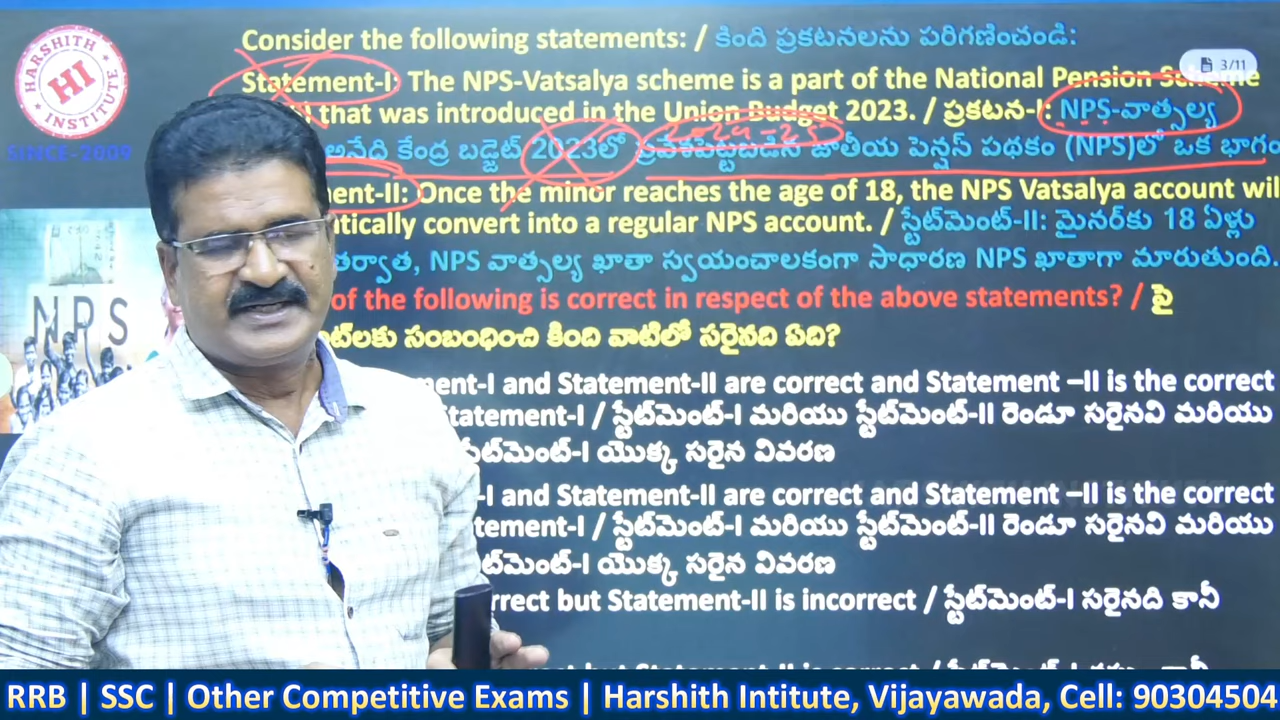 HARSHITH
HI
INSTITUTE
SINCE-2009
Consider the following statements: / కింది ప్రకటనలను పరిగణించండి:
3/11
Statement-I: The NPS-Vatsalya scheme is a part of the National Pension Scheme
that was introduced in the Union Budget 2023. / ప్రకటన-I: NPS-వాత్సల్య
2024-25
అనేది కేంద్ర బడ్జెట్ 2023లో ప్రవేశపెట్టబడిన జాతీయ పెన్షన్ పథకం (NPS)లో ఒక భాగం
ment-II: Once the minor reaches the age of 18, the NPS Vatsalya account will
tically convert into a regular NPS account. / స్టేట్‌మెంట్-II: మైనర్‌కు 18 ఏళ్లు
తర్వాత, NPS వాత్సల్య ఖాతా స్వయంచాలకంగా సాధారణ NPS ఖాతాగా మారుతుంది.
of the following is correct in respect of the above statements? / పై
ట్‌లకు సంబంధించి కింది వాటిలో సరైనది ఏది?
NPS
ment-I and Statement-II are correct and Statement –II is the correct
tatement-I / స్టేట్‌మెంట్-I మరియు స్టేట్‌మెంట్-II రెండూ సరైనవి మరియు
ట్‌మెంట్-I యొక్క సరైన వివరణ
-I and Statement-II are correct and Statement –II is the correct
tement-I / స్టేట్‌మెంట్-I మరియు స్టేట్‌మెంట్-II రెండూ సరైనవి మరియు
ట్‌మెంట్-I యొక్క సరైన వివరణ
rrect but Statement-II is incorrect / స్టేట్‌మెంట్-I సరైనది కానీ
RRB | SSC | Other Competitive Exams | Harshith Intitute, Vijayawada, Cell: 90304504